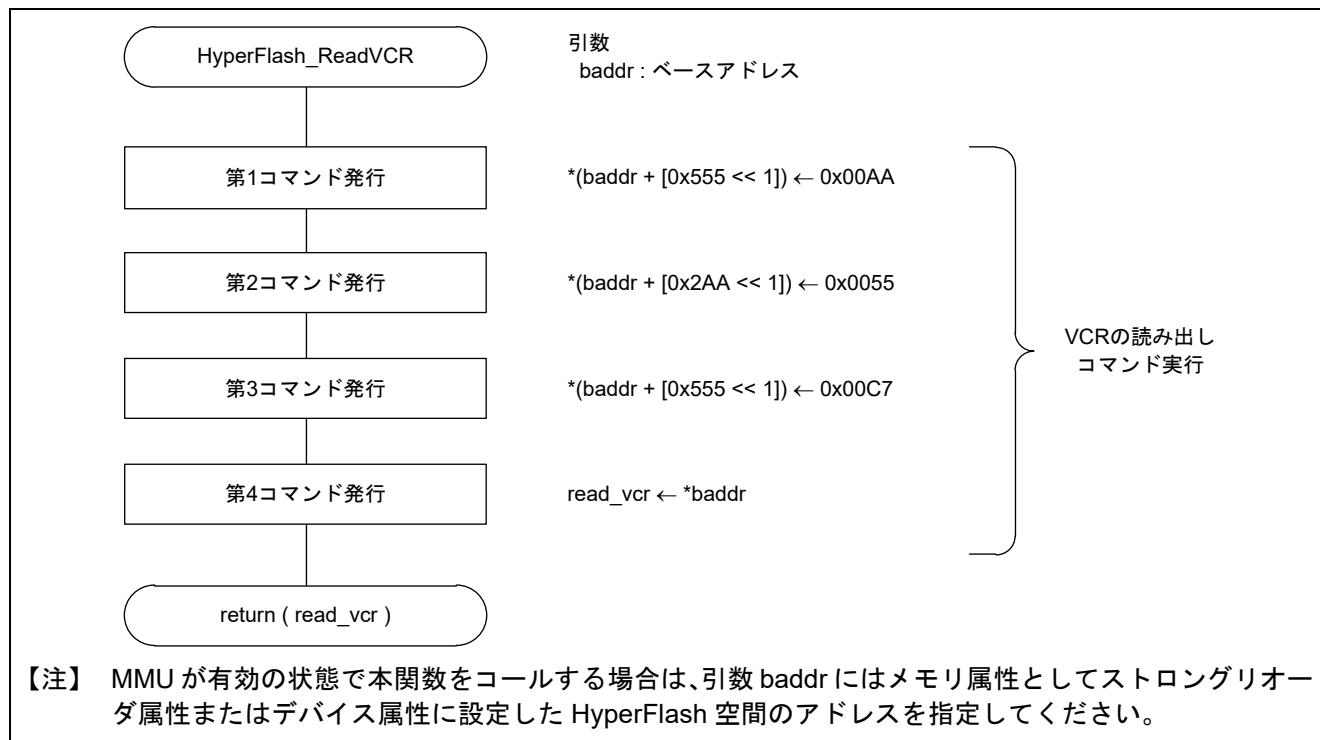 HyperFlash_ReadVCR
引数
baddr : ベースアドレス
第1コマンド発行
*(baddr + [0x555 << 1]) ← 0x00AA
第2コマンド発行
*(baddr + [0x2AA << 1]) ← 0x0055
VCRの読み出し
コマンド実行
第3コマンド発行
*(baddr + [0x555 << 1]) ← 0x00C7
第4コマンド発行
read_vcr ← *baddr
return ( read_vcr )
【注】 MMU が有効の状態で本関数をコールする場合は、引数 baddr にはメモリ属性としてストロングリオー
ダ属性またはデバイス属性に設定した HyperFlash 空間のアドレスを指定してください。